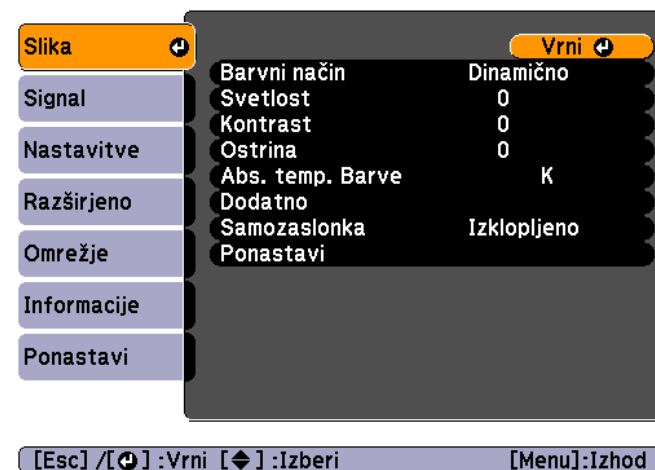 Slika
Signal
Nastavitve
Razširjeno
Omrežje
Informacije
Ponastavi
Vrni
Barvni način Dinamično
Svetlost 0
Kontrast 0
Ostrina 0
Abs. temp. Barve K
Dodatno
Samozaslonka Izklopljeno
Ponastavi
[Esc] /[⏎] :Vrni [◆] :Izberi [Menu]:Izhod